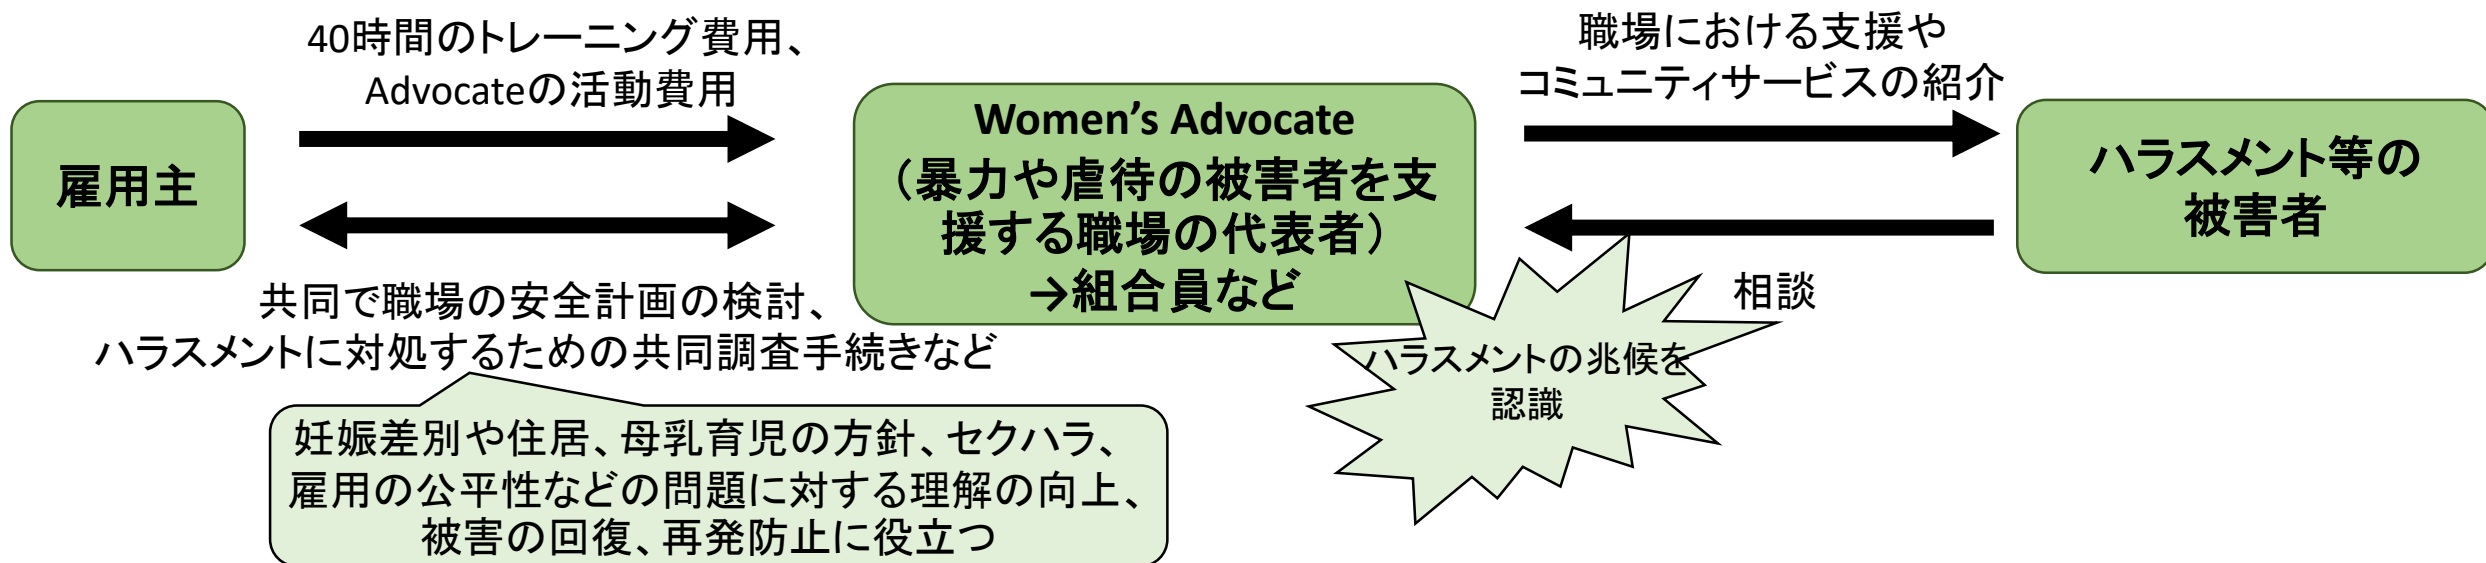 40時間のトレーニング費用、
Advocateの活動費用
雇用主
共同で職場の安全計画の検討、
ハラスメントに対処するための共同調査手続きなど
妊娠差別や住居、母乳育児の方針、セクハラ、
雇用の公平性などの問題に対する理解の向上、
被害の回復、再発防止に役立つ
Women’s Advocate
（暴力や虐待の被害者を支
援する職場の代表者）
→組合員など
職場における支援や
コミュニティサービスの紹介
ハラスメント等の
被害者
相談
ハラスメントの兆候を
認識